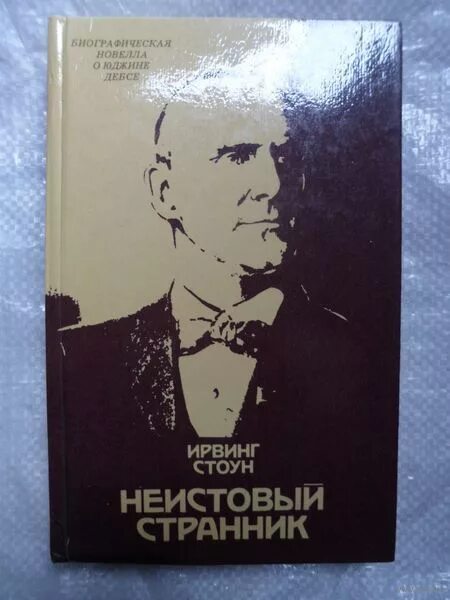 БИОГРАФИЧЕСКАЯ
НОВЕЛЛА
О ЮДЖИНЕ
ДЕБСЕ
ИРВИНГ
СТОУН
НЕИСТОВЫЙ
СТРАННИК